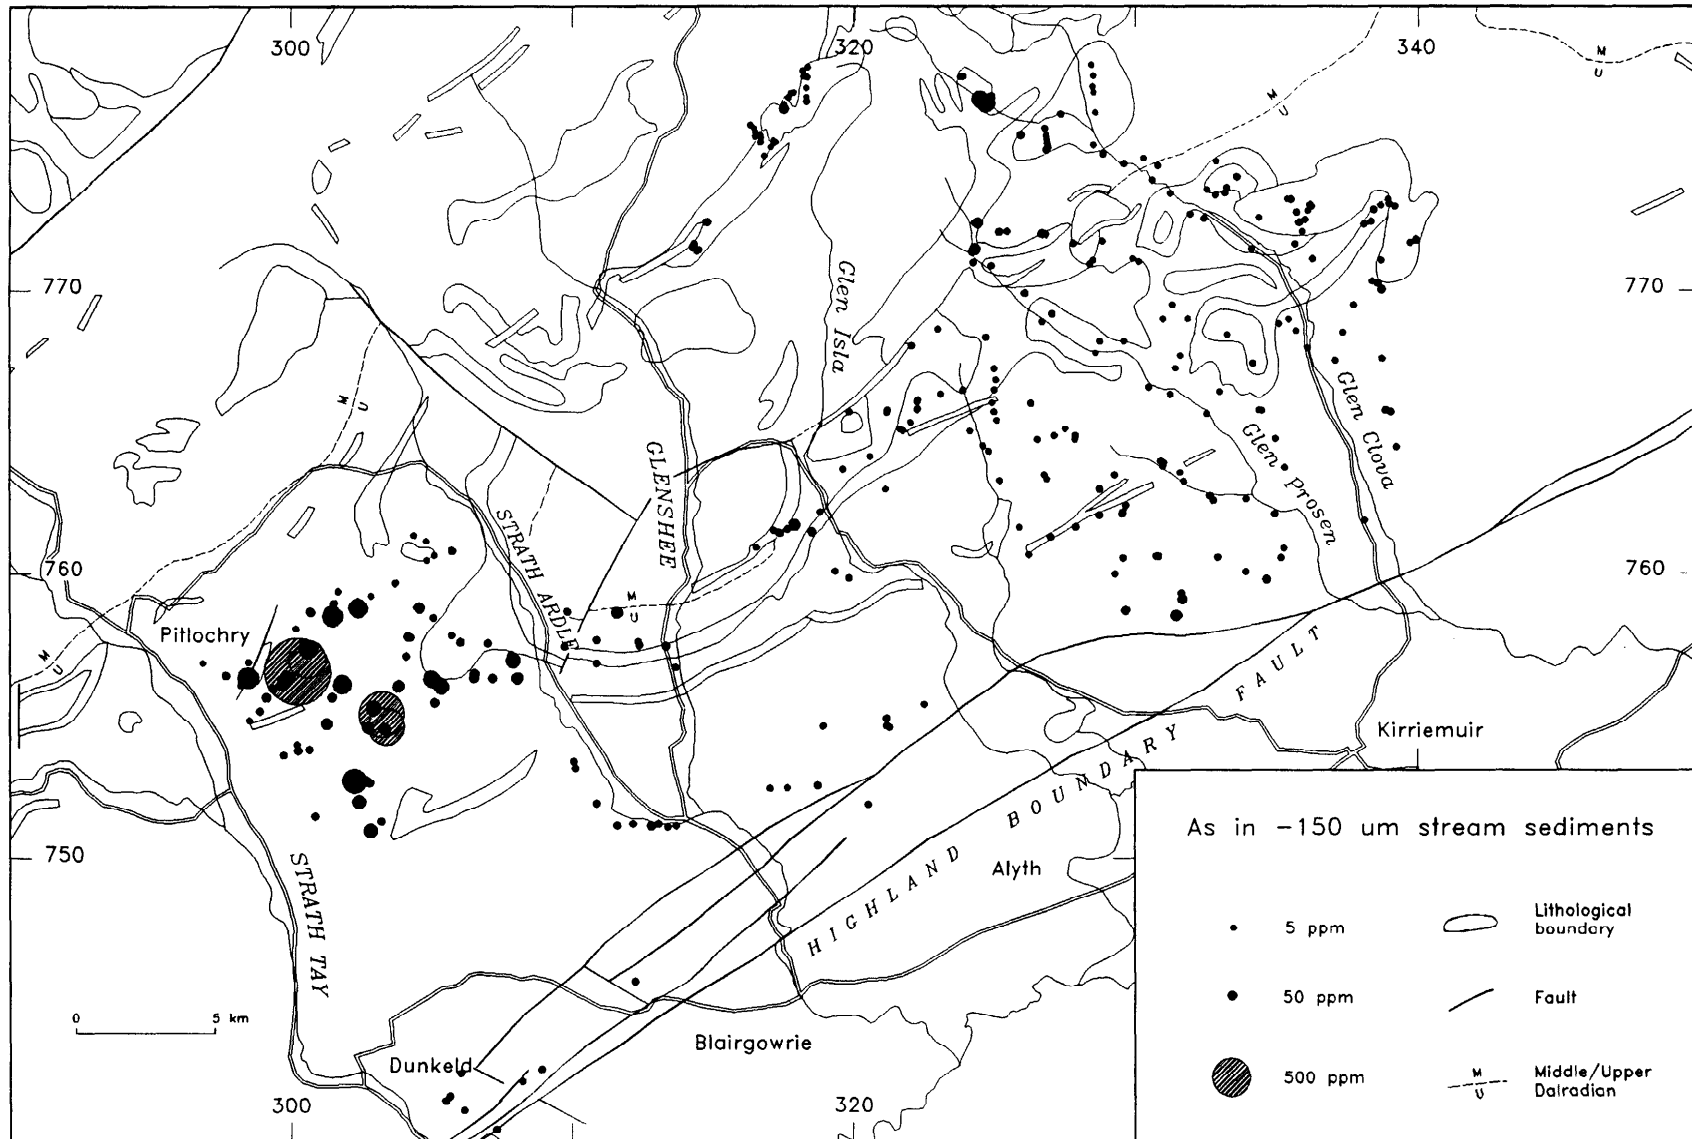 300
320
340
M
U
M
U
770
Glen Isla
770
M
U
Glen Clova
Glen Prosen
GLENSHEE
STRATH ARDLE
760
760
M
U
Pitlochry
M
U
HIGHLAND BOUNDARY FAULT
Kirriemuir
750
Alyth
STRATH TAY
0 5 km
Blairgowrie
Dunkeld
300
320
As in -150 um stream sediments
5 ppm
Lithological
boundary
50 ppm
Fault
500 ppm
M
U
Middle/Upper
Dalradian